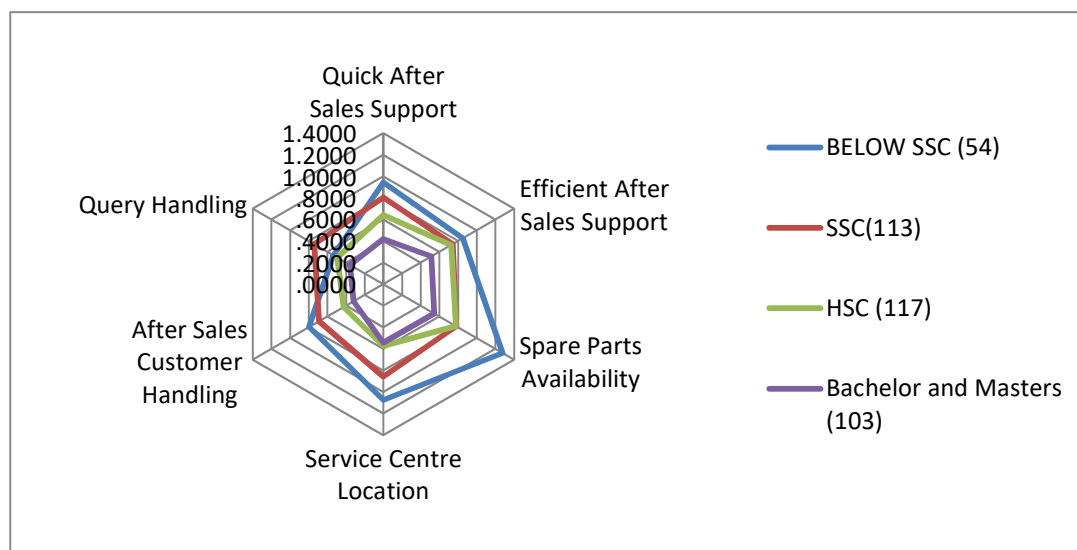 Quick After
Sales Support
1.4000
1.2000
1.0000
.8000
.6000
.4000
.2000
.0000
Efficient After
Sales Support
Spare Parts
Availability
Service Centre
Location
After Sales
Customer
Handling
Query Handling
BELOW SSC (54)
SSC(113)
HSC (117)
Bachelor and Masters
(103)